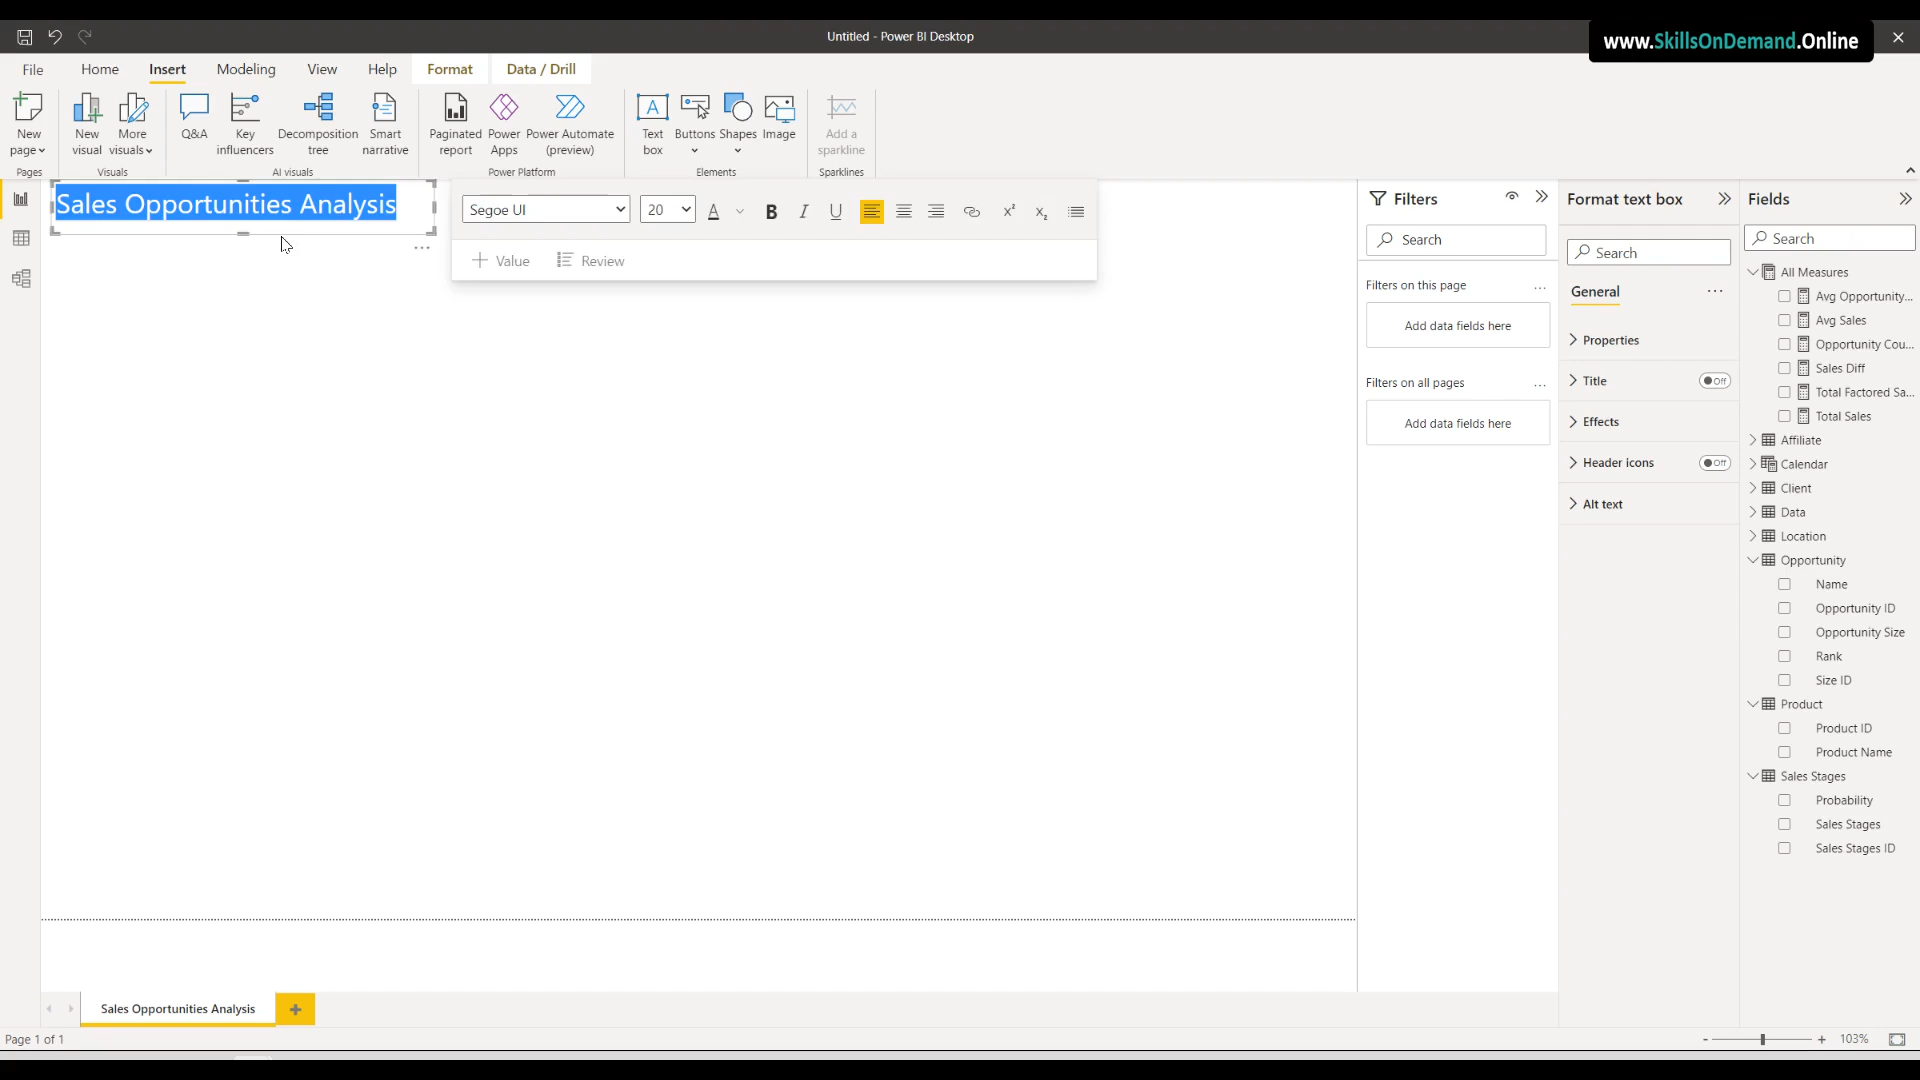 Untitled - Power BI Desktop
www.SkillsOnDemand.Online
File Home Insert Modeling View Help Format Data / Drill
New page
New visual
More visuals
Q&A
Key influencers
Decomposition tree
Smart narrative
Paginated report
Power Apps
Power Automate (preview)
Text box
Buttons
Shapes
Image
Add a sparkline
Pages
Visuals
AI visuals
Power Platform
Elements
Sparklines
Sales Opportunities Analysis
Segoe UI
20
Value
Review
Filters
Search
Filters on this page
Add data fields here
Filters on all pages
Add data fields here
Format text box
Search
General
Properties
Title Off
Effects
Header icons Off
Alt text
Fields
Search
All Measures
Avg Opportunity...
Avg Sales
Opportunity Cou...
Sales Diff
Total Factored Sa...
Total Sales
Affiliate
Calendar
Client
Data
Location
Opportunity
Name
Opportunity ID
Opportunity Size
Rank
Size ID
Product
Product ID
Product Name
Sales Stages
Probability
Sales Stages
Sales Stages ID
Sales Opportunities Analysis
Page 1 of 1
103%